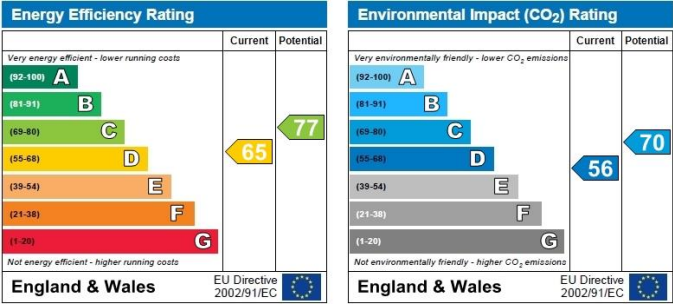 Energy Efficiency Rating
Current Potential
Very energy efficient - lower running costs
(92-100) A
(81-91) B
(69-80) C
(55-68) D
(39-54) E
(21-38) F
(1-20) G
65
77
Not energy efficient - higher running costs
England & Wales
EU Directive
2002/91/EC
Environmental Impact (CO₂) Rating
Current Potential
Very environmentally friendly - lower CO₂ emissions
(92-100) A
(81-91) B
(69-80) C
(55-68) D
(39-54) E
(21-38) F
(1-20) G
56
70
Not environmentally friendly - higher CO₂ emissions
England & Wales
EU Directive
2002/91/EC